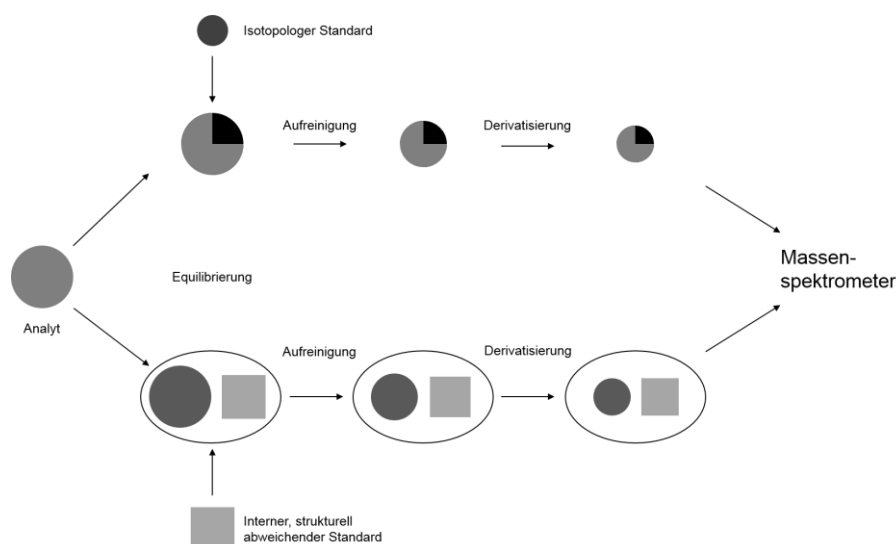 Isotopologer Standard
Aufreinigung
Derivatisierung
Massen-
spektrometer
Equilibrierung
Analyt
Aufreinigung
Derivatisierung
Interner, strukturell
abweichender Standard